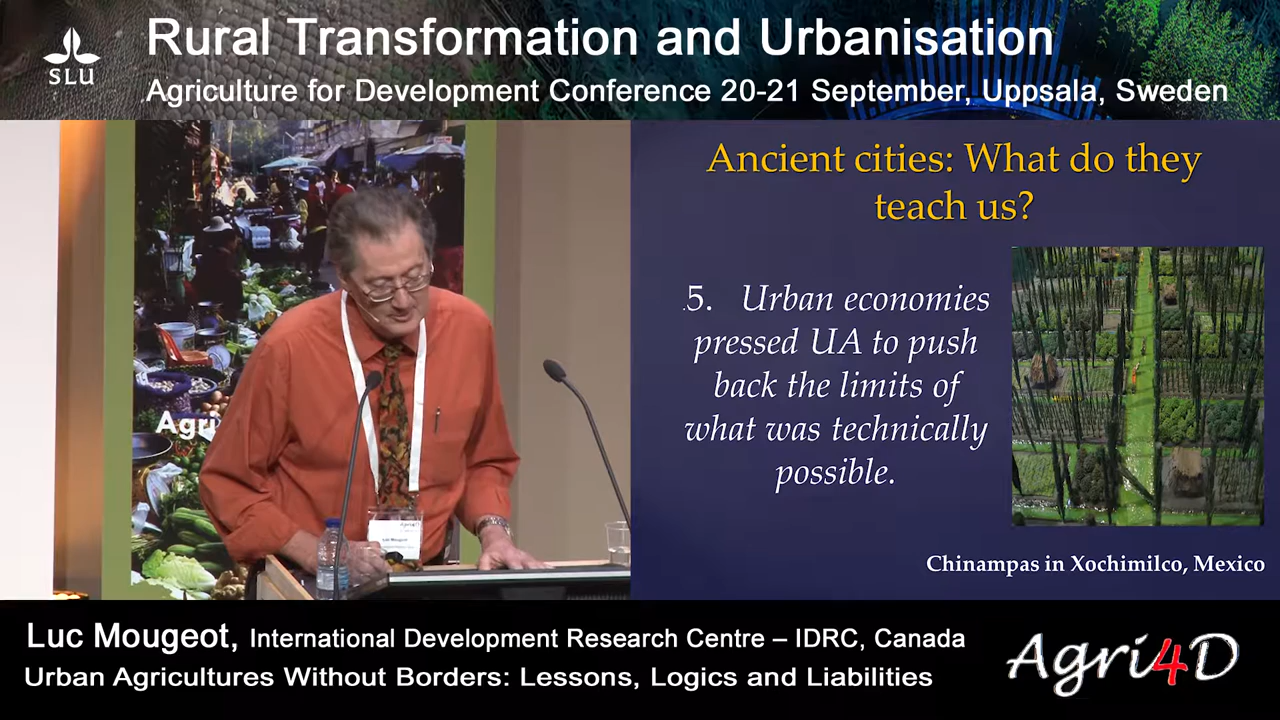 SLU
Rural Transformation and Urbanisation
Agriculture for Development Conference 20-21 September, Uppsala, Sweden
Ancient cities: What do they
teach us?
5. Urban economies
pressed UA to push
back the limits of
what was technically
possible.
Chinampas in Xochimilco, Mexico
Agri
Agri4D
Luc Mougeot
Luc Mougeot, International Development Research Centre – IDRC, Canada
Urban Agricultures Without Borders: Lessons, Logics and Liabilities
Agri4D